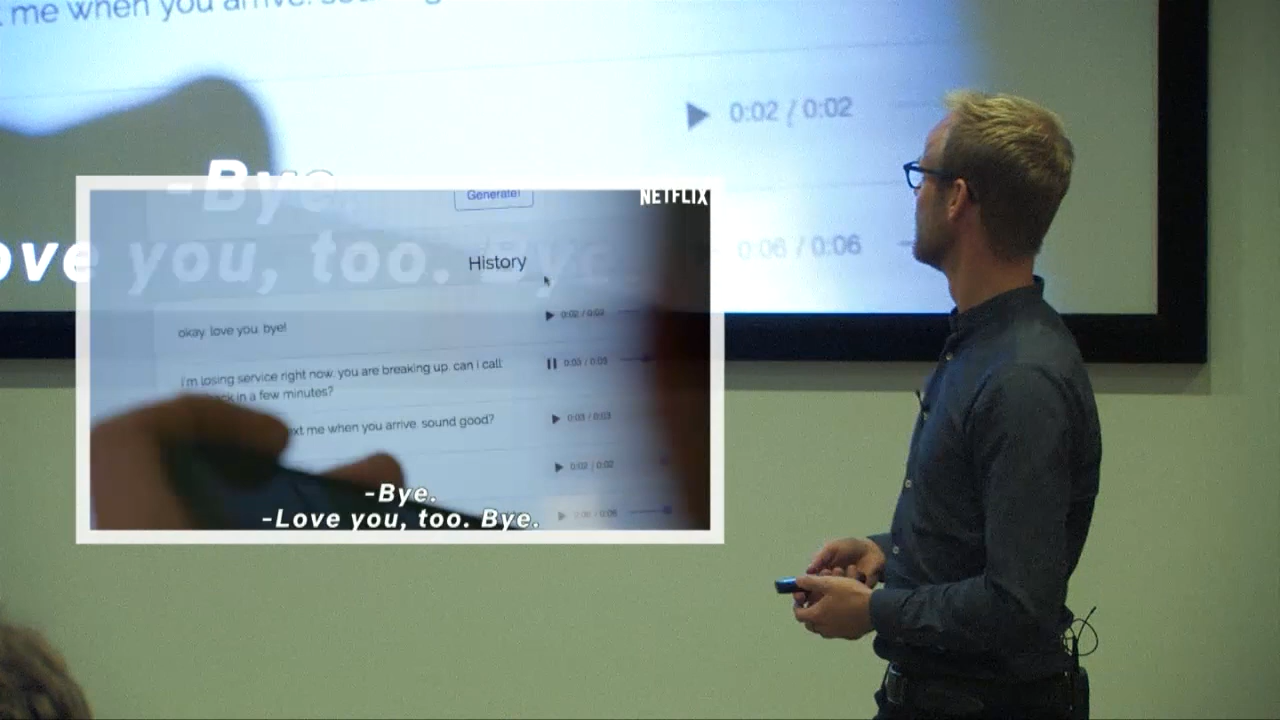 me when you arrive. sou
0:02 / 0:02
-Bye.
ove you, too. Bye.
0:06 / 0:06
Generate!
NETFLIX
History
okay. love you. bye!
0:02 / 0:02
i'm losing service right now. you are breaking up. can i call
back in a few minutes?
0:03 / 0:03
xt me when you arrive. sound good?
0:03 / 0:03
0:02 / 0:02
0:06 / 0:06
-Bye.
-Love you, too. Bye.